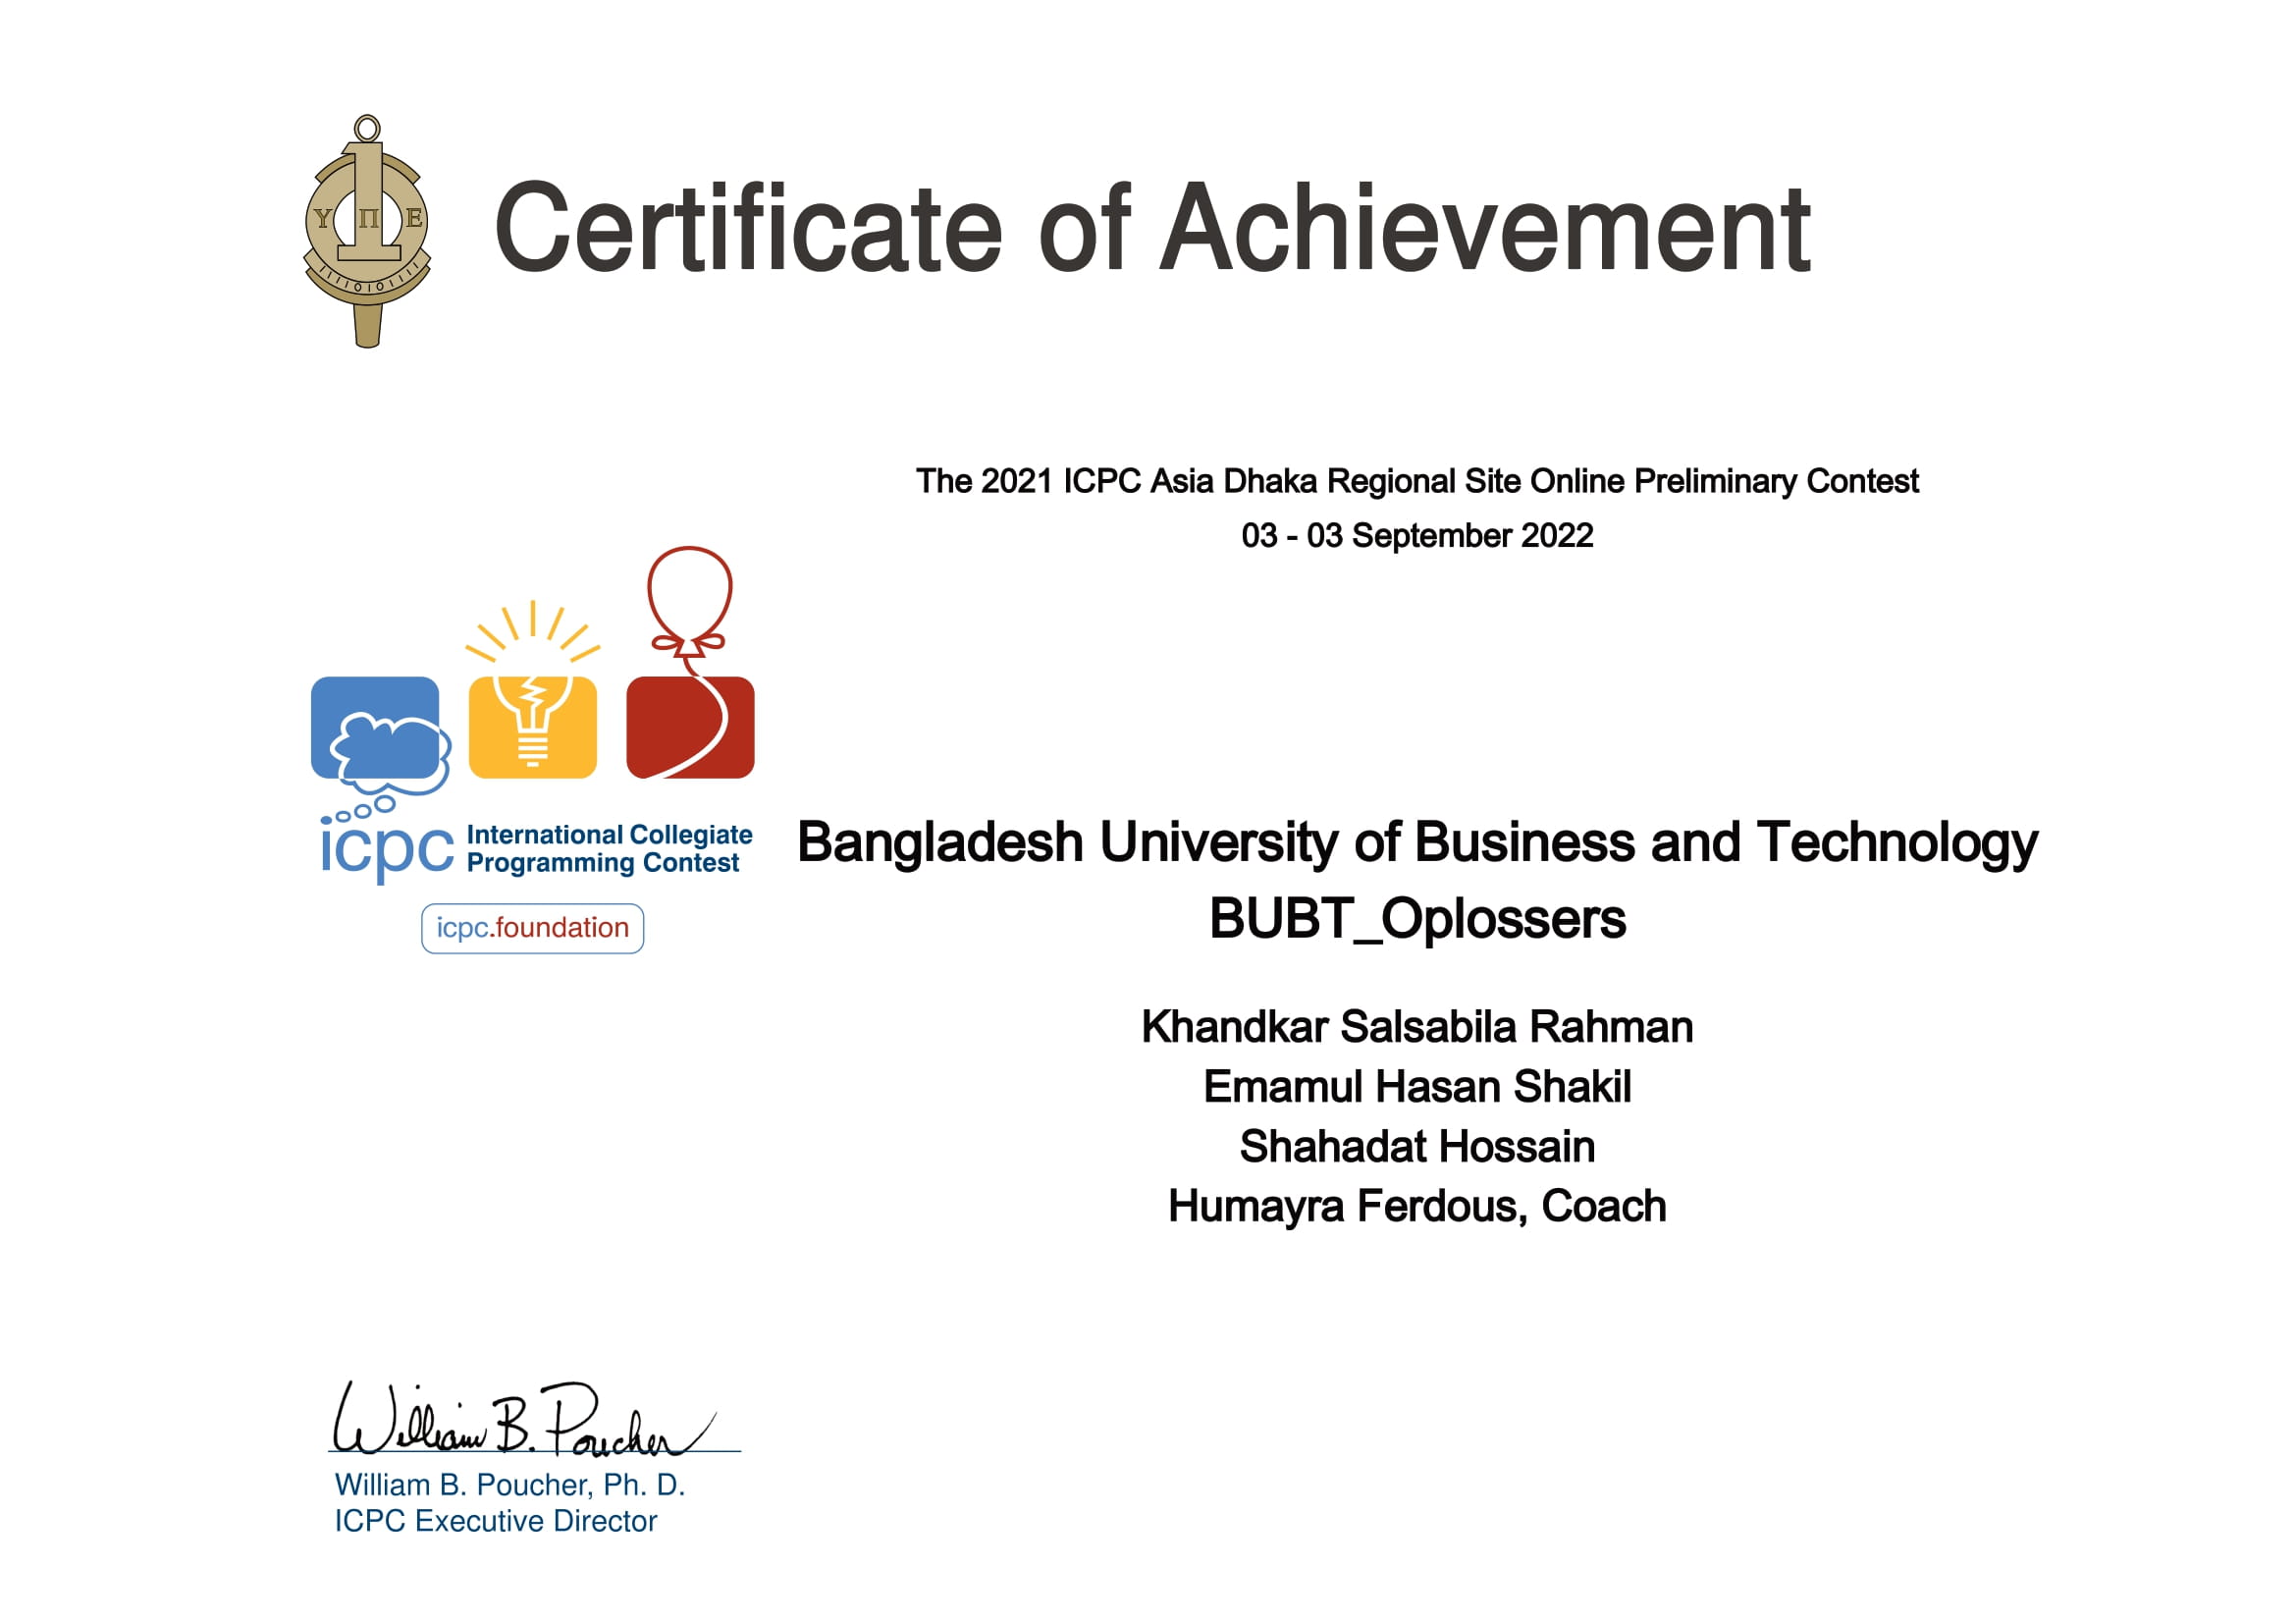 Certificate of Achievement
Υ Π Ε
The 2021 ICPC Asia Dhaka Regional Site Online Preliminary Contest
03 - 03 September 2022
icpc International Collegiate
Programming Contest
icpc.foundation
Bangladesh University of Business and Technology
BUBT_Oplossers
Khandkar Salsabila Rahman
Emamul Hasan Shakil
Shahadat Hossain
Humayra Ferdous, Coach
William B. Poucher
William B. Poucher, Ph. D.
ICPC Executive Director